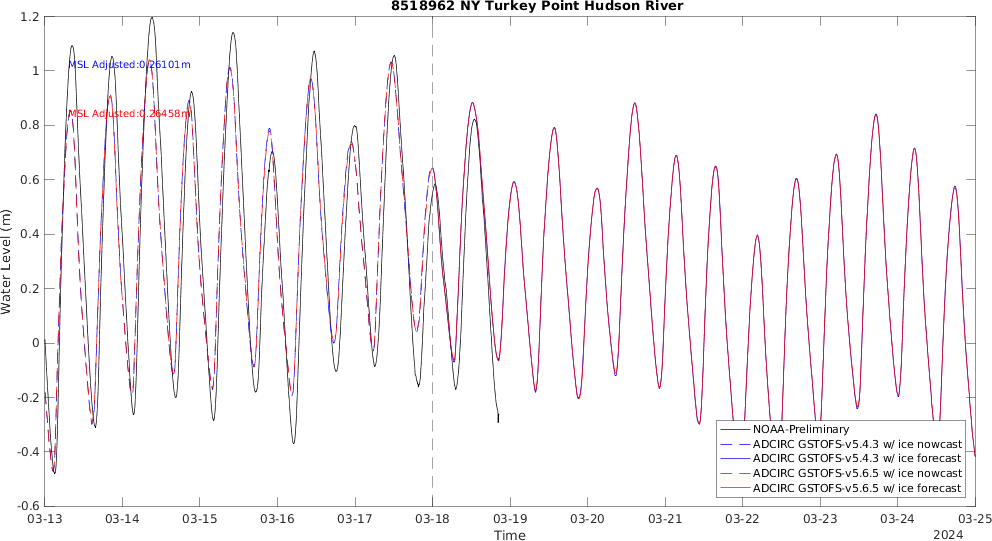 8518962 NY Turkey Point Hudson River
1.2
1
0.8
0.6
0.4
0.2
0
-0.2
-0.4
-0.6
Water Level (m)
MSL Adjusted:0.26101m
MSL Adjusted:0.26458m
NOAA-Preliminary
ADCIRC GSTOFS-v5.4.3 w/ ice nowcast
ADCIRC GSTOFS-v5.4.3 w/ ice forecast
ADCIRC GSTOFS-v5.6.5 w/ ice nowcast
ADCIRC GSTOFS-v5.6.5 w/ ice forecast
03-13 03-14 03-15 03-16 03-17 03-18 03-19 03-20 03-21 03-22 03-23 03-24 03-25
Time
2024